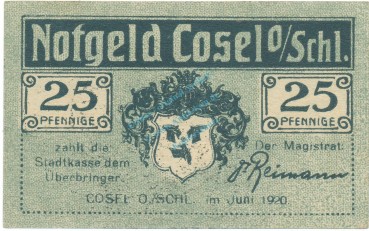 Notgeld Cosel O/Schl.
25
PFENNIGE
25
PFENNIGE
zahlt die
Stadtkasse dem
Überbringer.
Der Magistrat.
Reimann
COSEL O./SCHL. im Juni 1920